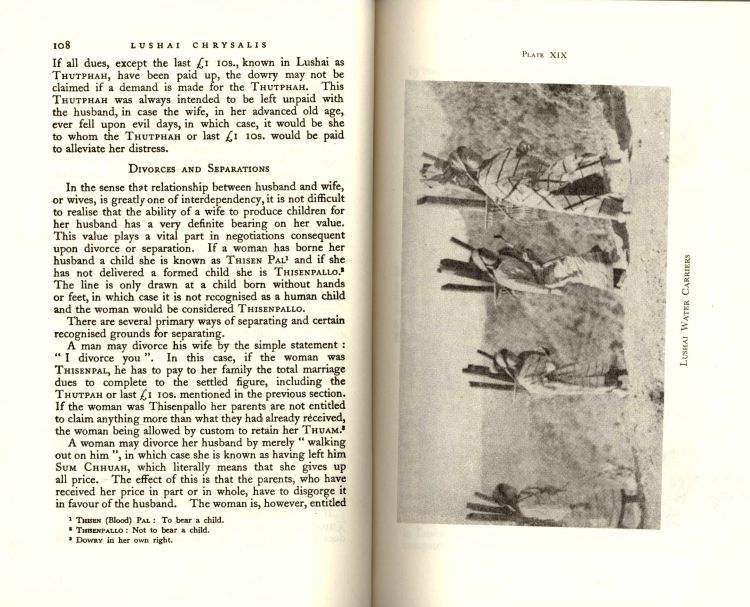 108 LUSHAI CHRYSALIS
If all dues, except the last £1 10s., known in Lushai as
THUTPHAH, have been paid up, the dowry may not be
claimed if a demand is made for the THUTPHAH. This
THUTPHAH was always intended to be left unpaid with
the husband, in case the wife, in her advanced old age,
ever fell upon evil days, in which case, it would be she
to whom the THUTPHAH or last £1 10s. would be paid
to alleviate her distress.
DIVORCES AND SEPARATIONS
In the sense that relationship between husband and wife,
or wives, is greatly one of interdependency, it is not difficult
to realise that the ability of a wife to produce children for
her husband has a very definite bearing on her value.
This value plays a vital part in negotiations consequent
upon divorce or separation. If a woman has borne her
husband a child she is known as THISEN PAL¹ and if she
has not delivered a formed child she is THISENPALLO.²
The line is only drawn at a child born without hands
or feet, in which case it is not recognised as a human child
and the woman would be considered THISENPALLO.
There are several primary ways of separating and certain
recognised grounds for separating.
A man may divorce his wife by the simple statement :
" I divorce you ". In this case, if the woman was
THISENPAL, he has to pay to her family the total marriage
dues to complete to the settled figure, including the
THUTPAH or last £1 10s. mentioned in the previous section.
If the woman was Thisenpallo her parents are not entitled
to claim anything more than what they had already received,
the woman being allowed by custom to retain her THUAM.³
A woman may divorce her husband by merely " walking
out on him ", in which case she is known as having left him
SUM CHHUAH, which literally means that she gives up
all price. The effect of this is that the parents, who have
received her price in part or in whole, have to disgorge it
in favour of the husband. The woman is, however, entitled
¹ THISEN (Blood) PAL : To bear a child.
² THISENPALLO : Not to bear a child.
³ DOWRY in her own right.
PLATE XIX
LUSHAI WATER CARRIERS